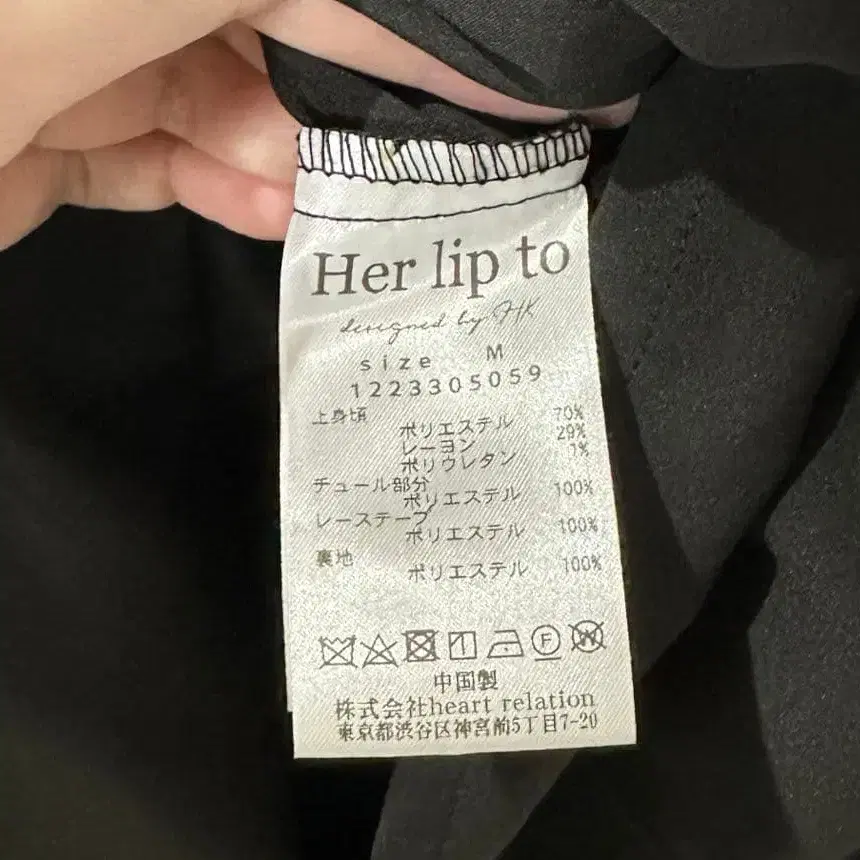 Her lip to
designed by HK
size M
1223305059
上身頃
ポリエステル 70%
レーヨン 29%
ポリウレタン 1%
チュール部分
ポリエステル 100%
レーステープ
ポリエステル 100%
裏地
ポリエステル 100%
F W
中国製
株式会社heart relation
東京都渋谷区神宮前5丁目7-20